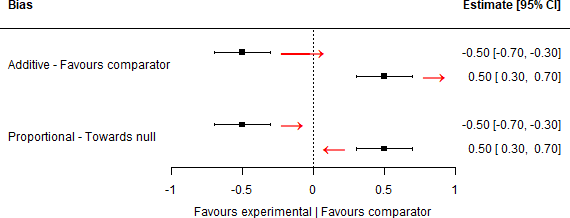 Bias Estimate [95% CI]
-0.50 [-0.70, -0.30]
Additive - Favours comparator
0.50 [ 0.30, 0.70]
-0.50 [-0.70, -0.30]
Proportional - Towards null
0.50 [ 0.30, 0.70]
-1 -0.5 0 0.5 1
Favours experimental | Favours comparator